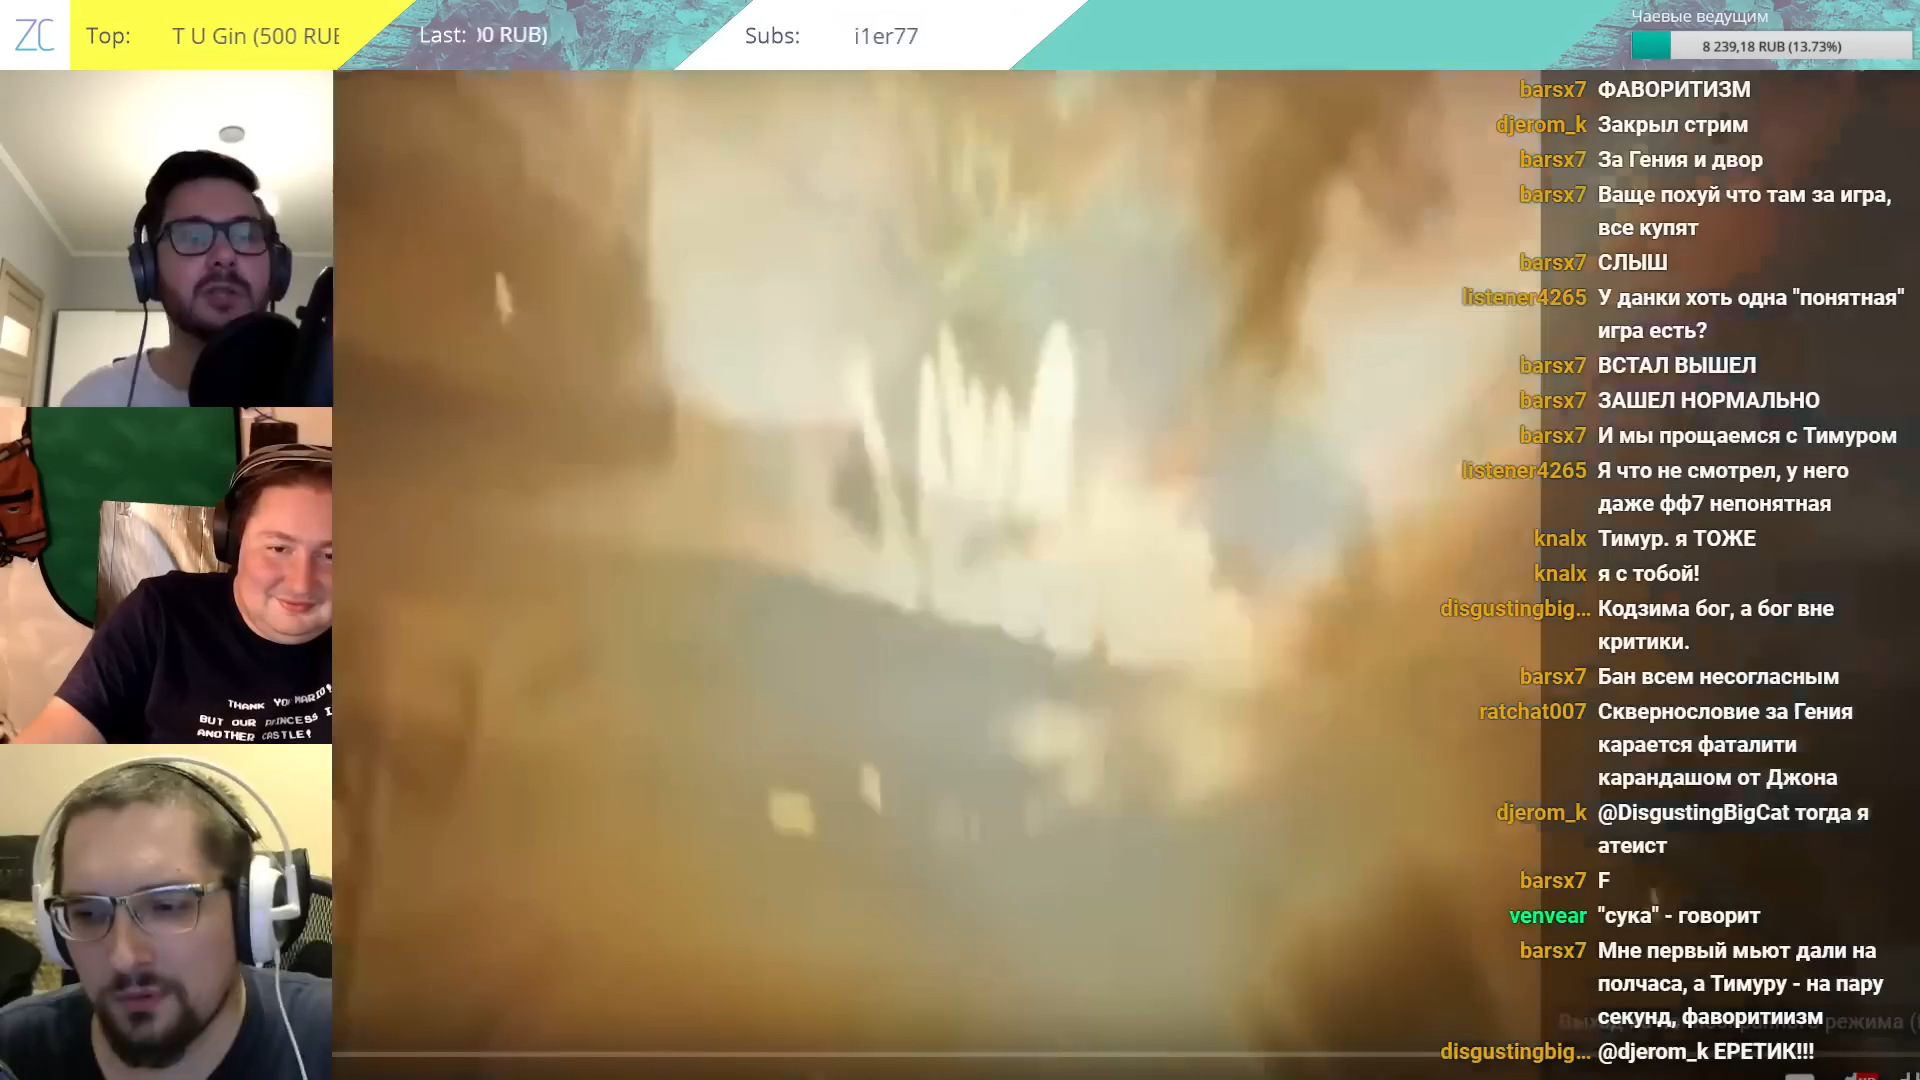 ZC
Top: T U Gin (500 RUE
Last: )0 RUB)
Subs: i1er77
Чаевые ведущим
8 239,18 RUB (13.73%)
THANK YOU MARIO!
BUT OUR PRINCESS I
ANOTHER CASTLE!
barsx7 ФАВОРИТИЗМ
djerom_k Закрыл стрим
barsx7 За Гения и двор
barsx7 Ваще похуй что там за игра,
все купят
barsx7 СЛЫШ
listener4265 У данки хоть одна "понятная"
игра есть?
barsx7 ВСТАЛ ВЫШЕЛ
barsx7 ЗАШЕЛ НОРМАЛЬНО
barsx7 И мы прощаемся с Тимуром
listener4265 Я что не смотрел, у него
даже фф7 непонятная
knalx Тимур. я ТОЖЕ
knalx я с тобой!
disgustingbig... Кодзима бог, а бог вне
критики.
barsx7 Бан всем несогласным
ratchat007 Сквернословие за Гения
карается фаталити
карандашом от Джона
djerom_k @DisgustingBigCat тогда я
атеист
barsx7 F
venvear "сука" - говорит
barsx7 Мне первый мьют дали на
полчаса, а Тимуру - на пару
секунд, фаворитиизм
режима
disgustingbig... @djerom_k ЕРЕТИК!!!